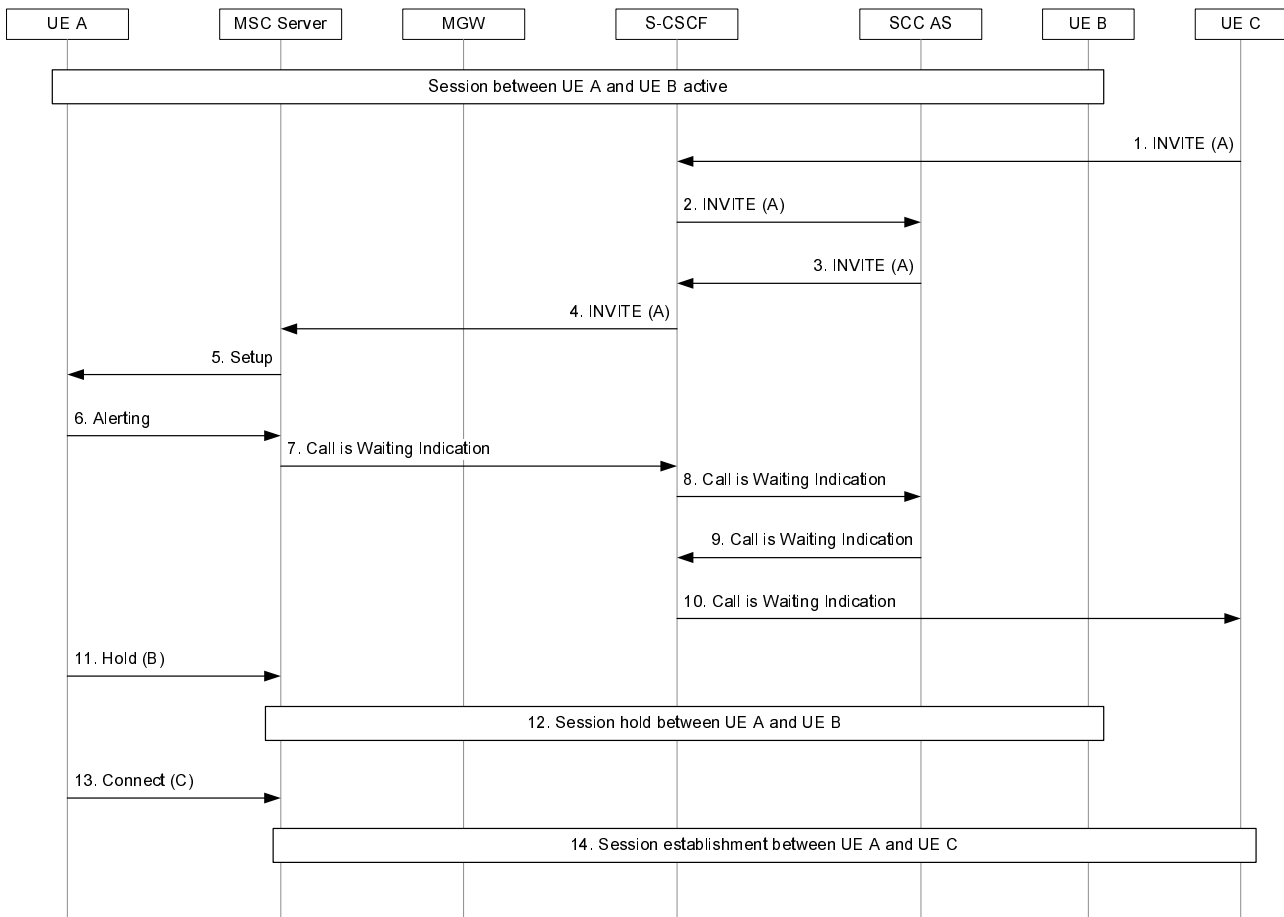 UE A
MSC Server
MGW
S-CSCF
SCC AS
UE B
UE C
Session between UE A and UE B active
1. INVITE (A)
2. INVITE (A)
3. INVITE (A)
4. INVITE (A)
5. Setup
6. Alerting
7. Call is Waiting Indication
8. Call is Waiting Indication
9. Call is Waiting Indication
10. Call is Waiting Indication
11. Hold (B)
12. Session hold between UE A and UE B
13. Connect (C)
14. Session establishment between UE A and UE C